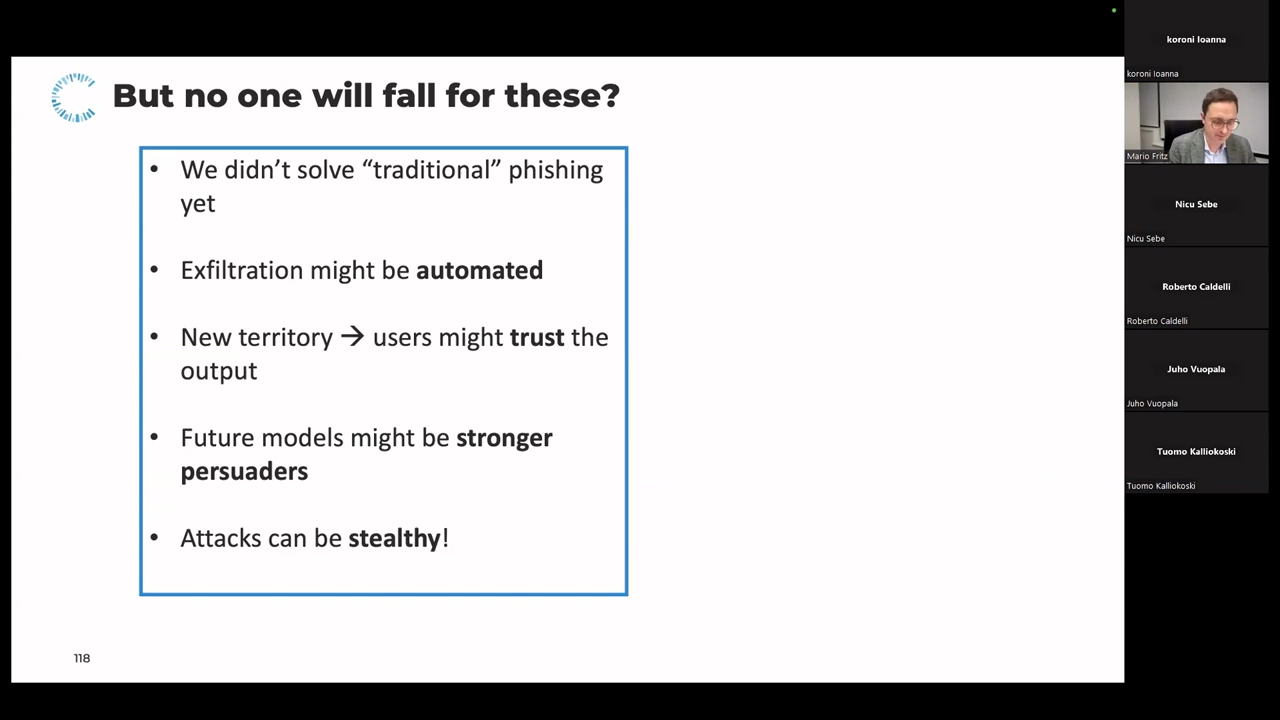 But no one will fall for these?
• We didn’t solve “traditional” phishing
yet
• Exfiltration might be automated
• New territory → users might trust the
output
• Future models might be stronger
persuaders
• Attacks can be stealthy!
118
koroni Ioanna
koroni Ioanna
Mario Fritz
Nicu Sebe
Nicu Sebe
Roberto Caldelli
Roberto Caldelli
Juho Vuopala
Juho Vuopala
Tuomo Kalliokoski
Tuomo Kalliokoski